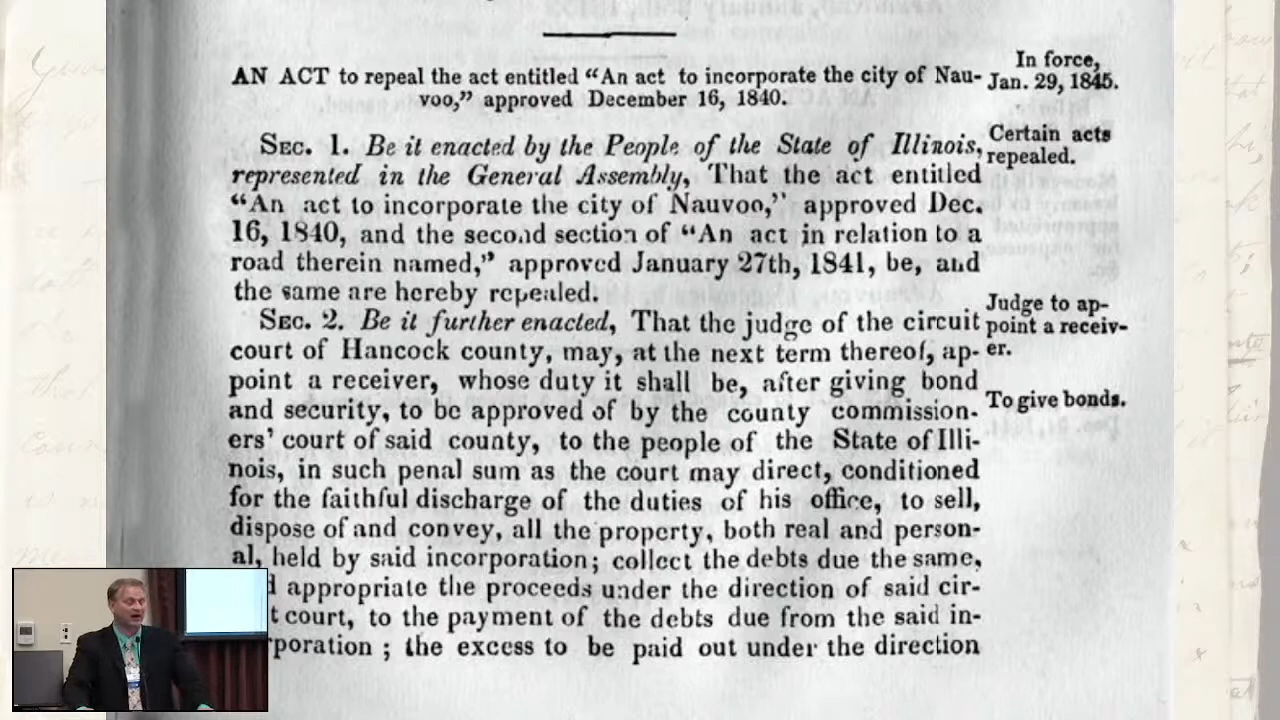 AN ACT to repeal the act entitled “An act to incorporate the city of Nau-
voo,” approved December 16, 1840.
In force,
Jan. 29, 1845.
SEC. 1. Be it enacted by the People of the State of Illinois,
represented in the General Assembly, That the act entitled
“An act to incorporate the city of Nauvoo,” approved Dec.
16, 1840, and the second section of “An act in relation to a
road therein named,” approved January 27th, 1841, be, and
the same are hereby repealed.
Certain acts
repealed.
SEC. 2. Be it further enacted, That the judge of the circuit
court of Hancock county, may, at the next term thereof, ap-
point a receiver, whose duty it shall be, after giving bond
and security, to be approved of by the county commission-
ers’ court of said county, to the people of the State of Illi-
nois, in such penal sum as the court may direct, conditioned
for the faithful discharge of the duties of his office, to sell,
dispose of and convey, all the property, both real and person-
al, held by said incorporation; collect the debts due the same,
appropriate the proceeds under the direction of said cir-
court, to the payment of the debts due from the said in-
poration ; the excess to be paid out under the direction
Judge to ap-
point a receiv-
er.
To give bonds.